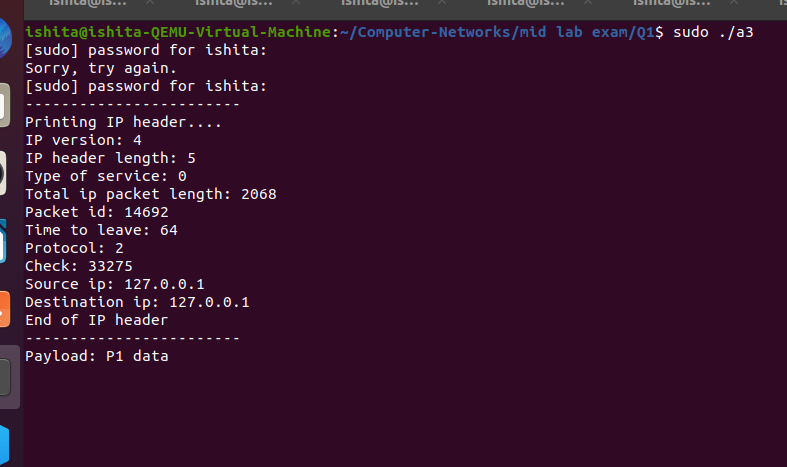 ishita@is... × ishita@is... × ishita@is... × ishita@is... × ishita@is... ×
ishita@ishita-QEMU-Virtual-Machine:~/Computer-Networks/mid lab exam/Q1$ sudo ./a3
[sudo] password for ishita:
Sorry, try again.
[sudo] password for ishita:
------------------------
Printing IP header....
IP version: 4
IP header length: 5
Type of service: 0
Total ip packet length: 2068
Packet id: 14692
Time to leave: 64
Protocol: 2
Check: 33275
Source ip: 127.0.0.1
Destination ip: 127.0.0.1
End of IP header
------------------------
Payload: P1 data